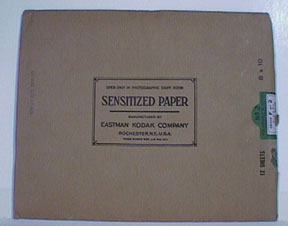 OPEN ONLY IN PHOTOGRAPHIC DARK ROOM
SENSITIZED PAPER
MANUFACTURED BY
EASTMAN KODAK COMPANY
ROCHESTER, N.Y., U.S.A.
8 x 10
12 SHEETS